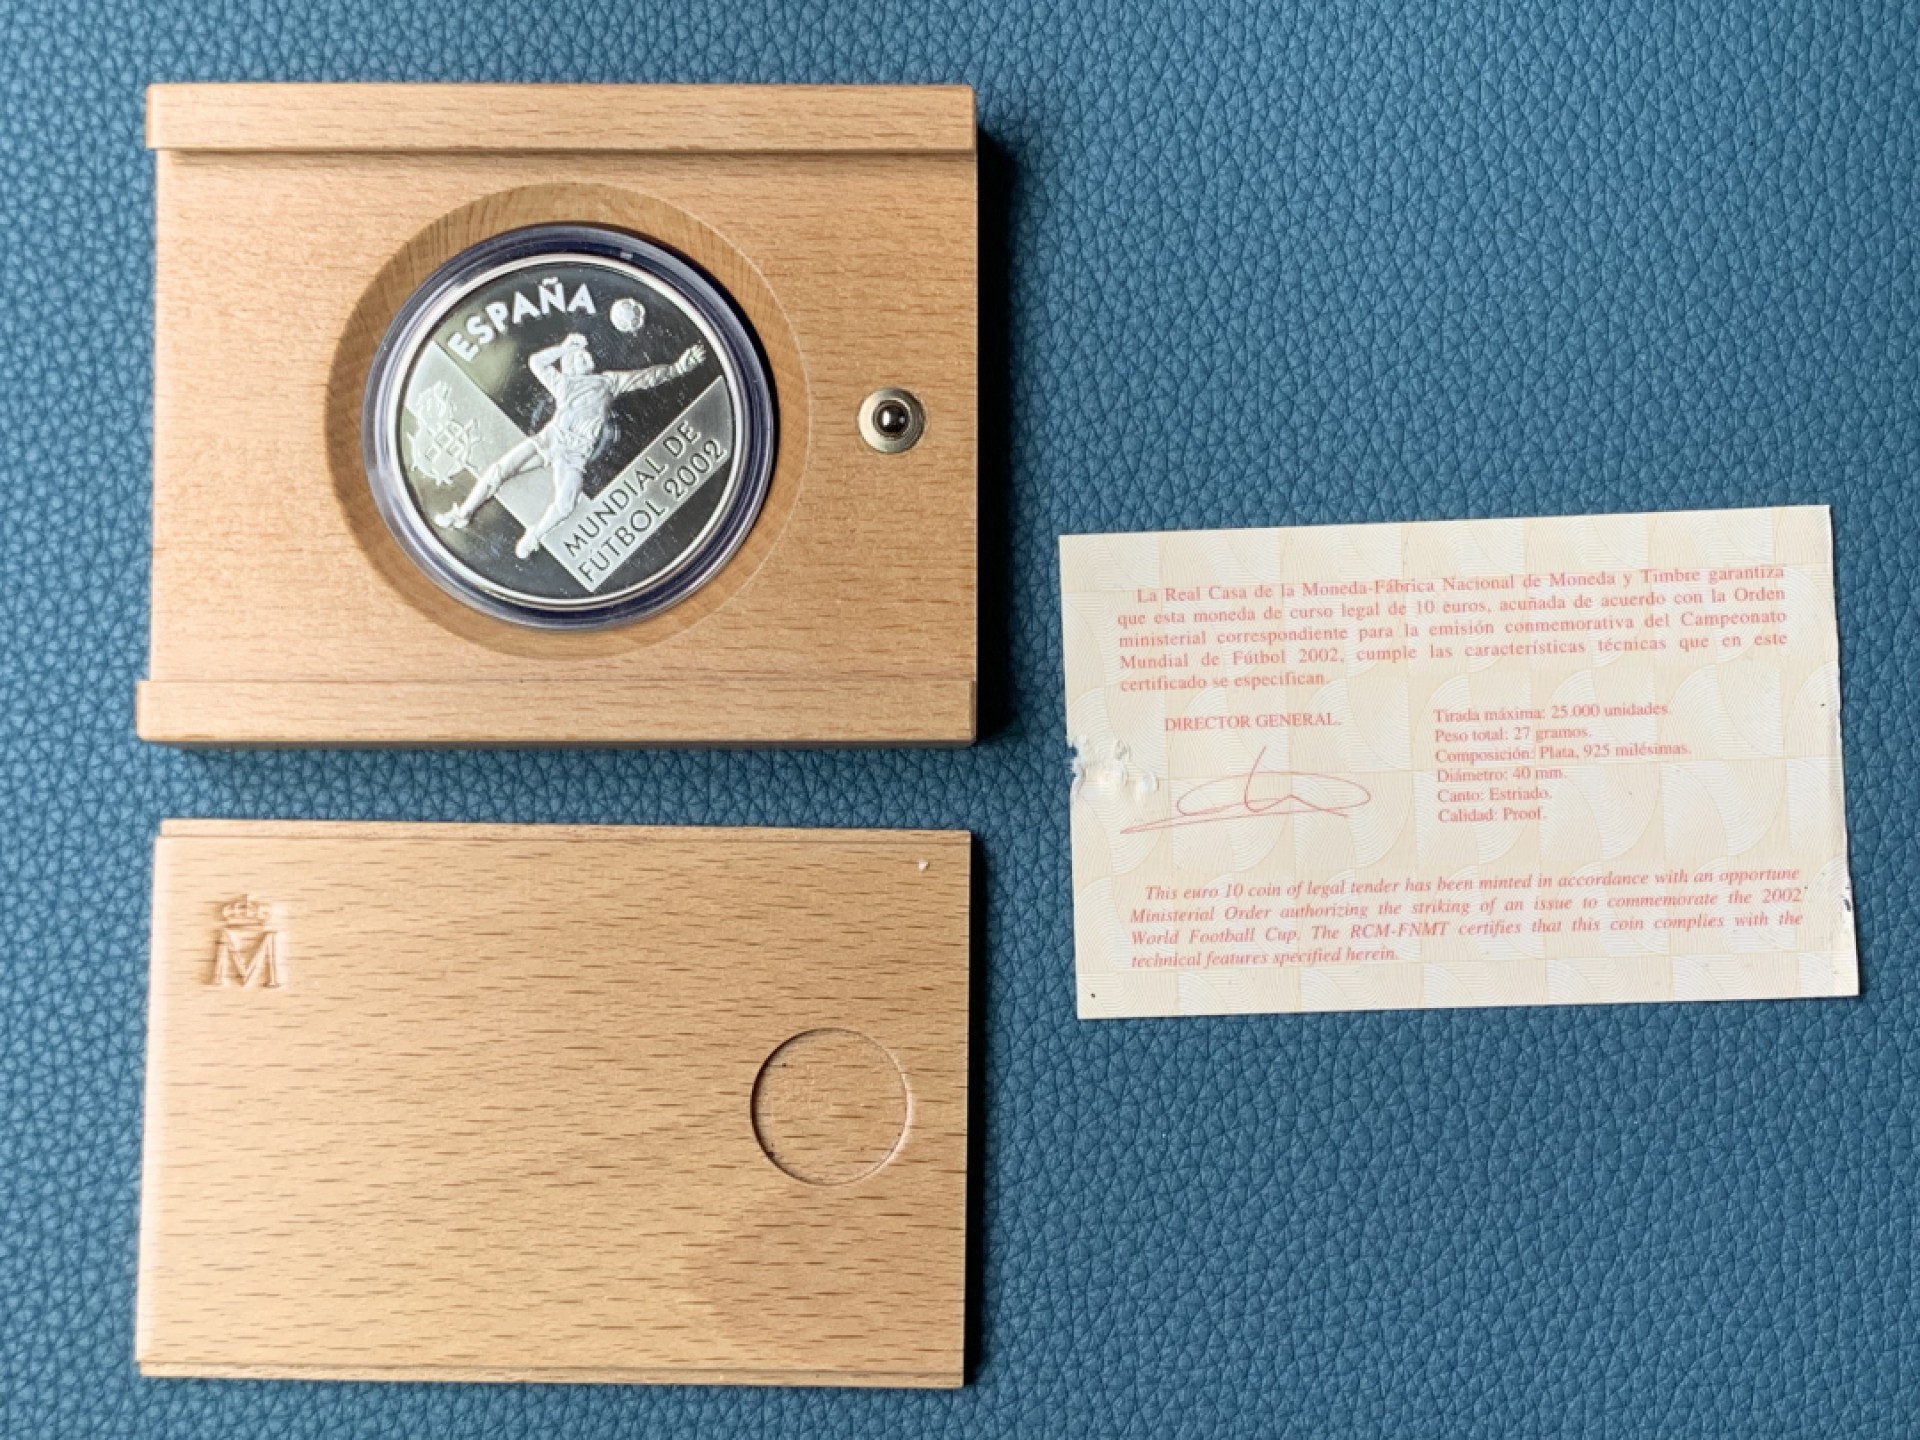 ESPAÑA
MUNDIAL DE
FÚTBOL 2002
M
La Real Casa de la Moneda-Fábrica Nacional de Moneda y Timbre garantiza
que esta moneda de curso legal de 10 euros, acuñada de acuerdo con la Orden
ministerial correspondiente para la emisión conmemorativa del Campeonato
Mundial de Fútbol 2002, cumple las características técnicas que en este
certificado se especifican.
DIRECTOR GENERAL.
Tirada máxima: 25.000 unidades.
Peso total: 27 gramos.
Composición: Plata, 925 milésimas.
Diámetro: 40 mm.
Canto: Estriado.
Calidad: Proof.
This euro 10 coin of legal tender has been minted in accordance with an opportune
Ministerial Order authorizing the striking of an issue to commemorate the 2002
World Football Cup. The RCM-FNMT certifies that this coin complies with the
technical features specified herein.